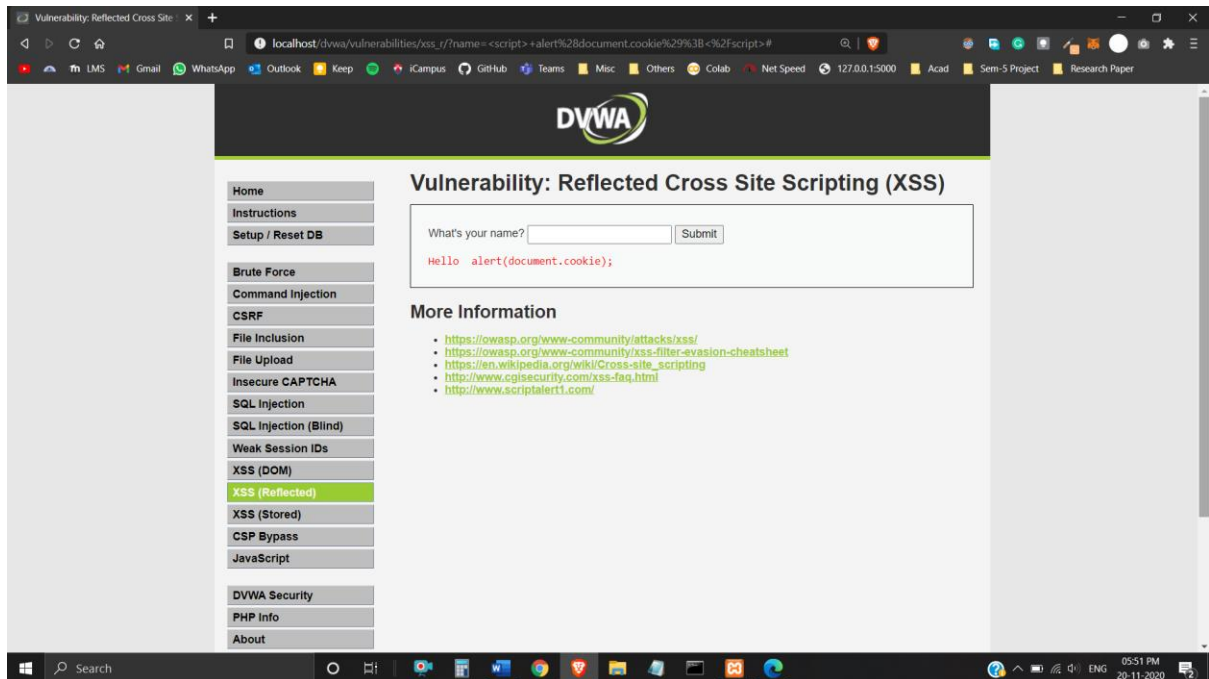 Vulnerability: Reflected Cross Site
localhost/dvwa/vulnerabilities/xss_r/?name=<script>+alert%28document.cookie%29%3B<%2Fscript>#
LMS Gmail WhatsApp Outlook Keep iCampus GitHub Teams Misc Others Colab Net Speed 127.0.0.1:5000 Acad Sem-5 Project Research Paper
DVWA
Home
Instructions
Setup / Reset DB
Brute Force
Command Injection
CSRF
File Inclusion
File Upload
Insecure CAPTCHA
SQL Injection
SQL Injection (Blind)
Weak Session IDs
XSS (DOM)
XSS (Reflected)
XSS (Stored)
CSP Bypass
JavaScript
DVWA Security
PHP Info
About
Vulnerability: Reflected Cross Site Scripting (XSS)
What's your name? Submit
Hello alert(document.cookie);
More Information
https://owasp.org/www-community/attacks/xss/
https://owasp.org/www-community/xss-filter-evasion-cheatsheet
https://en.wikipedia.org/wiki/Cross-site_scripting
http://www.cgisecurity.com/xss-faq.html
http://www.scriptalert1.com/
Search
ENG
05:51 PM
20-11-2020